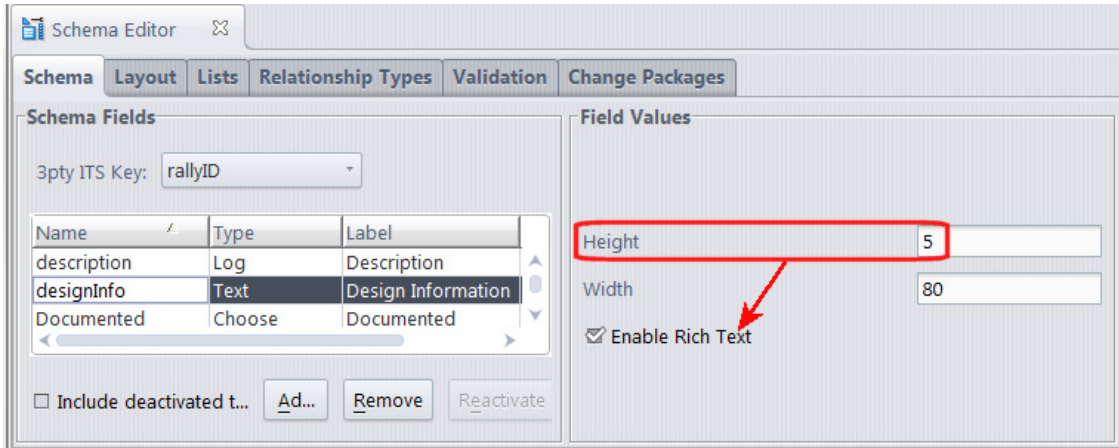 Schema Editor
Schema Layout Lists Relationship Types Validation Change Packages
Schema Fields
3pty ITS Key: rallyID
Name Type Label
description Log Description
designInfo Text Design Information
Documented Choose Documented
Include deactivated t... Ad... Remove Reactivate
Field Values
Height 5
Width 80
Enable Rich Text